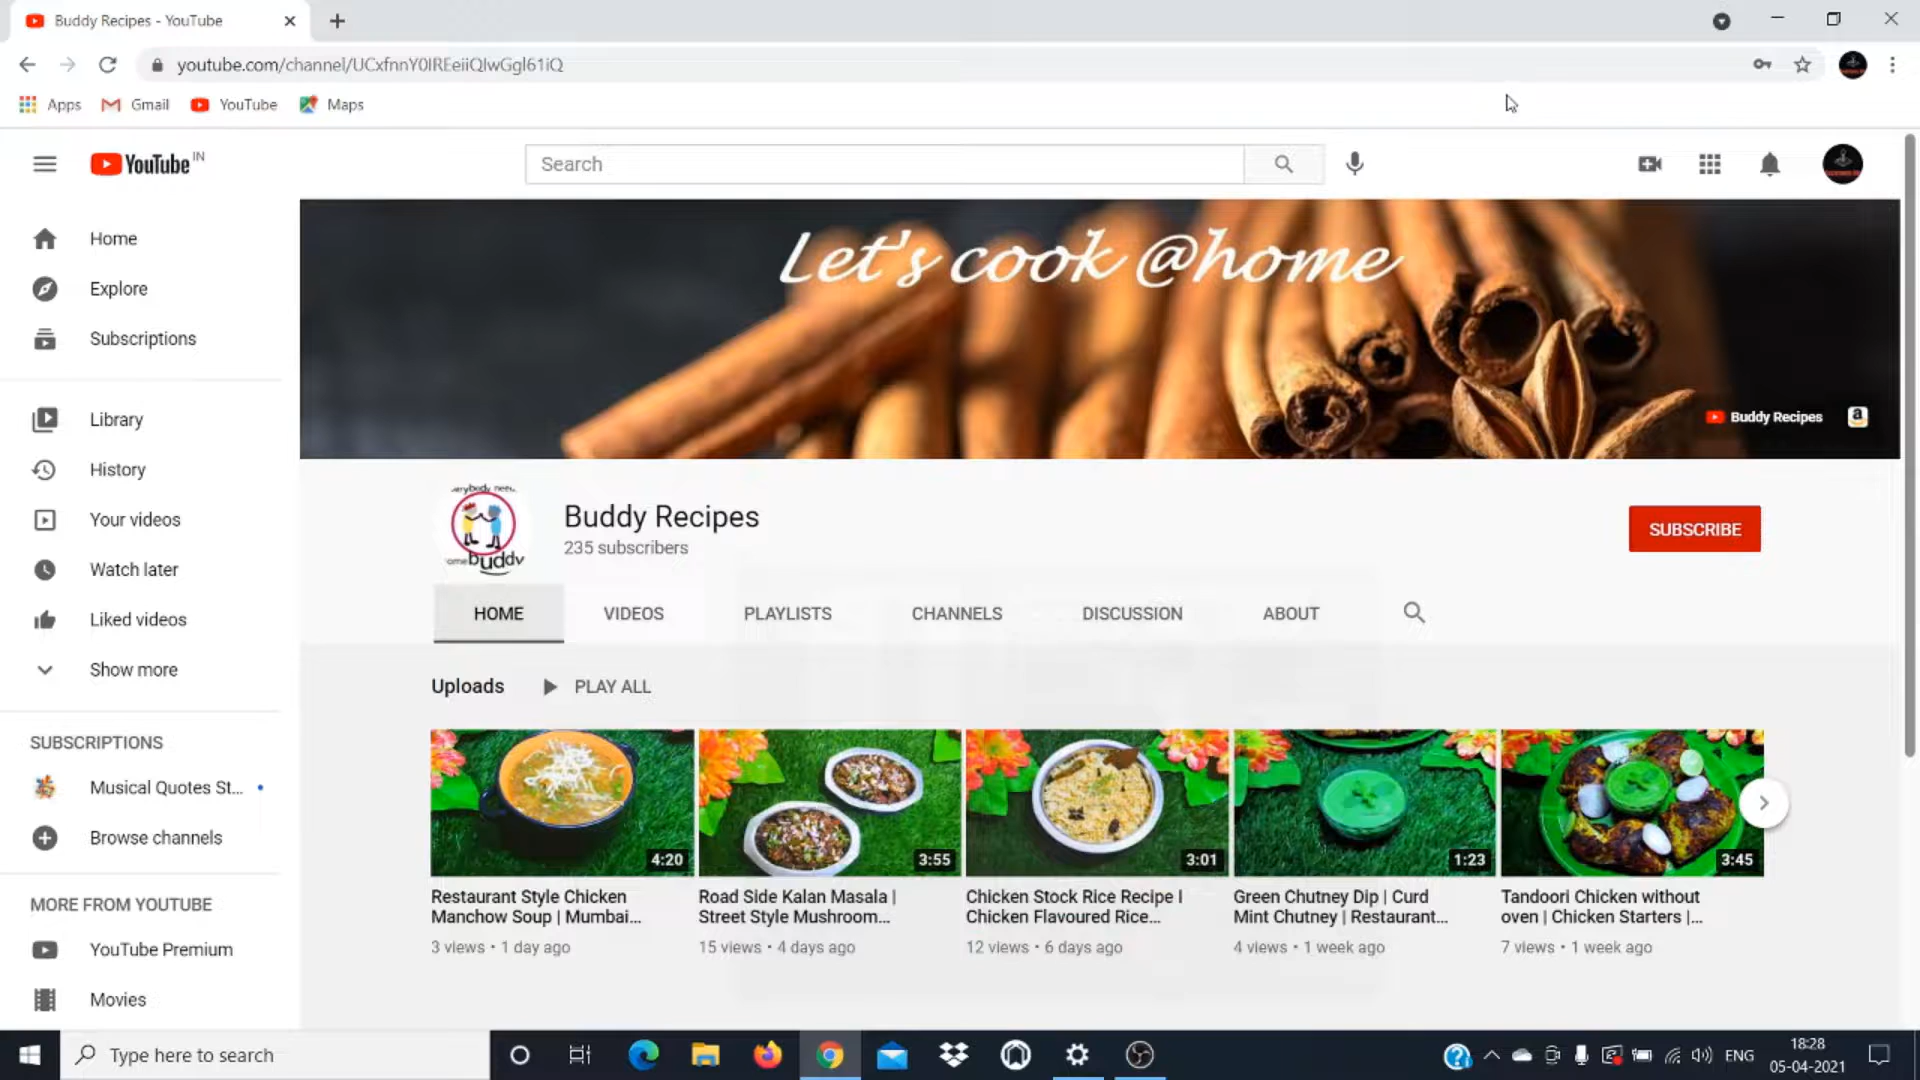 Buddy Recipes - YouTube
youtube.com/channel/UCxfnnY0IREeiiQlwGgl61iQ
Apps
Gmail
YouTube
Maps
YouTube IN
Search
Home
Explore
Subscriptions
Library
History
Your videos
Watch later
Liked videos
Show more
SUBSCRIPTIONS
Musical Quotes St...
Browse channels
MORE FROM YOUTUBE
YouTube Premium
Movies
Let's cook @home
Buddy Recipes
buddy
Buddy Recipes
235 subscribers
SUBSCRIBE
HOME
VIDEOS
PLAYLISTS
CHANNELS
DISCUSSION
ABOUT
Uploads
PLAY ALL
4:20
Restaurant Style Chicken
Manchow Soup | Mumbai...
3 views • 1 day ago
3:55
Road Side Kalan Masala |
Street Style Mushroom...
15 views • 4 days ago
3:01
Chicken Stock Rice Recipe I
Chicken Flavoured Rice...
12 views • 6 days ago
1:23
Green Chutney Dip | Curd
Mint Chutney | Restaurant...
4 views • 1 week ago
3:45
Tandoori Chicken without
oven | Chicken Starters |...
7 views • 1 week ago
Type here to search
ENG
18:28
05-04-2021